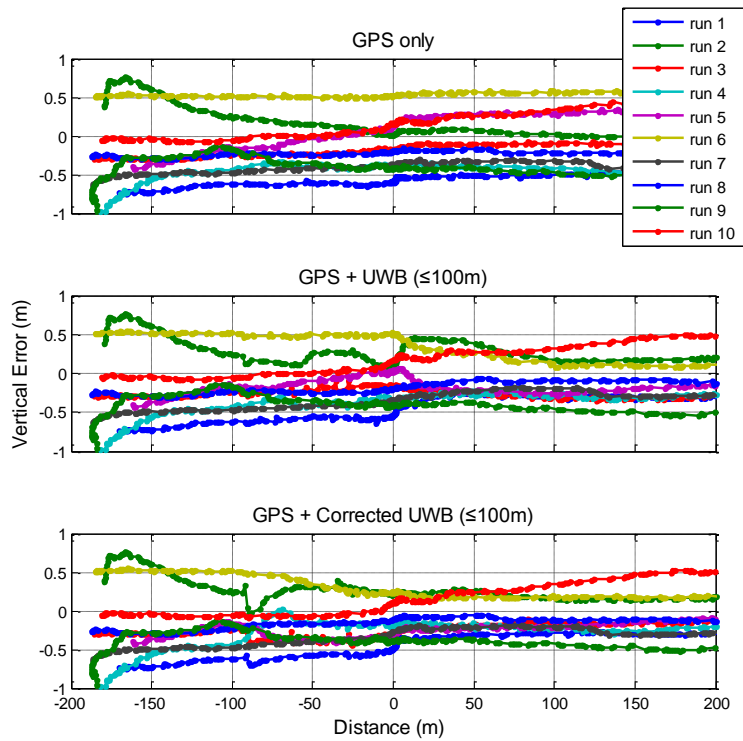 GPS only
1
0.5
0
-0.5
-1
run 1
run 2
run 3
run 4
run 5
run 6
run 7
run 8
run 9
run 10
GPS + UWB (≤100m)
Vertical Error (m)
1
0.5
0
-0.5
-1
GPS + Corrected UWB (≤100m)
1
0.5
0
-0.5
-1
-200 -150 -100 -50 0 50 100 150 200
Distance (m)